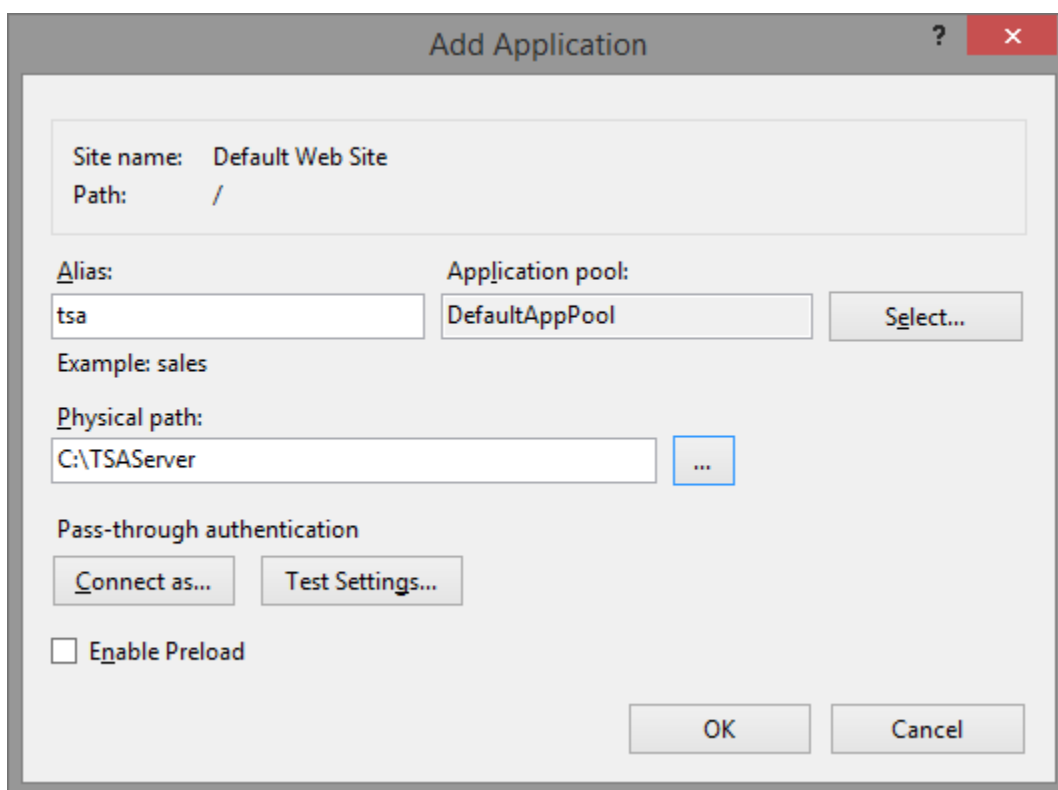 Add Application
?
×
Site name: Default Web Site
Path: /
Alias:
Application pool:
tsa
DefaultAppPool
Select...
Example: sales
Physical path:
C:\TSAServer
...
Pass-through authentication
Connect as...
Test Settings...
Enable Preload
OK
Cancel